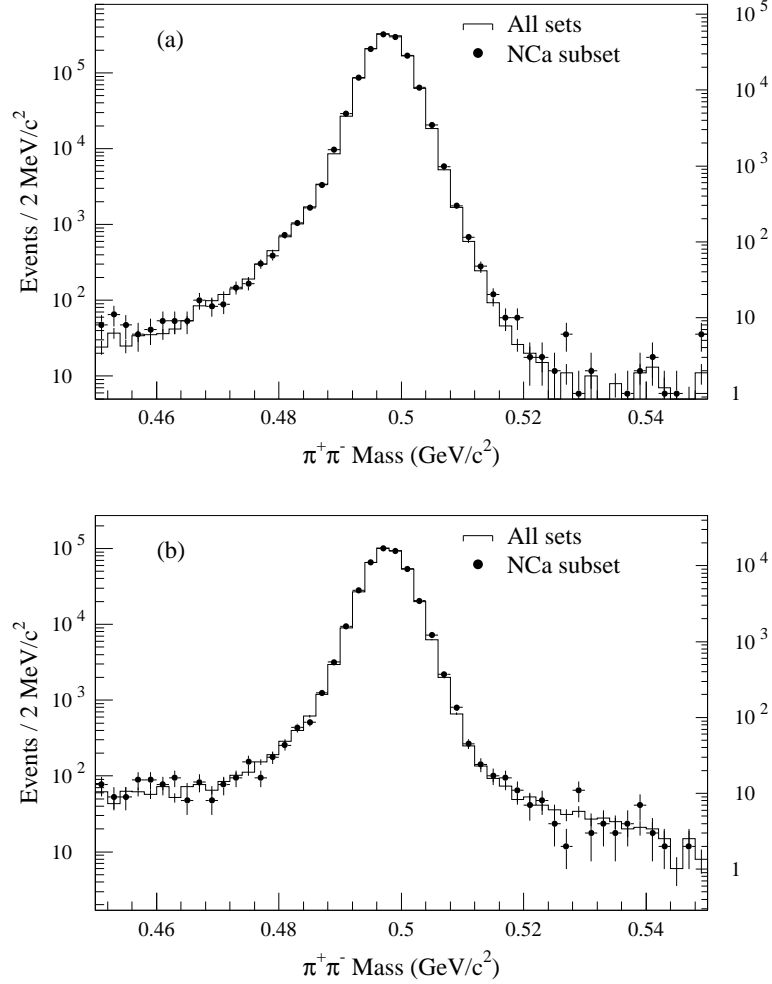 (a)
All sets
NCa subset
Events / 2 MeV/c²
10⁵
10⁴
10³
10²
10
10⁵
10⁴
10³
10²
10
1
0.46 0.48 0.5 0.52 0.54
π⁺π⁻ Mass (GeV/c²)
(b)
All sets
NCa subset
Events / 2 MeV/c²
10⁵
10⁴
10³
10²
10
10⁴
10³
10²
10
1
0.46 0.48 0.5 0.52 0.54
π⁺π⁻ Mass (GeV/c²)